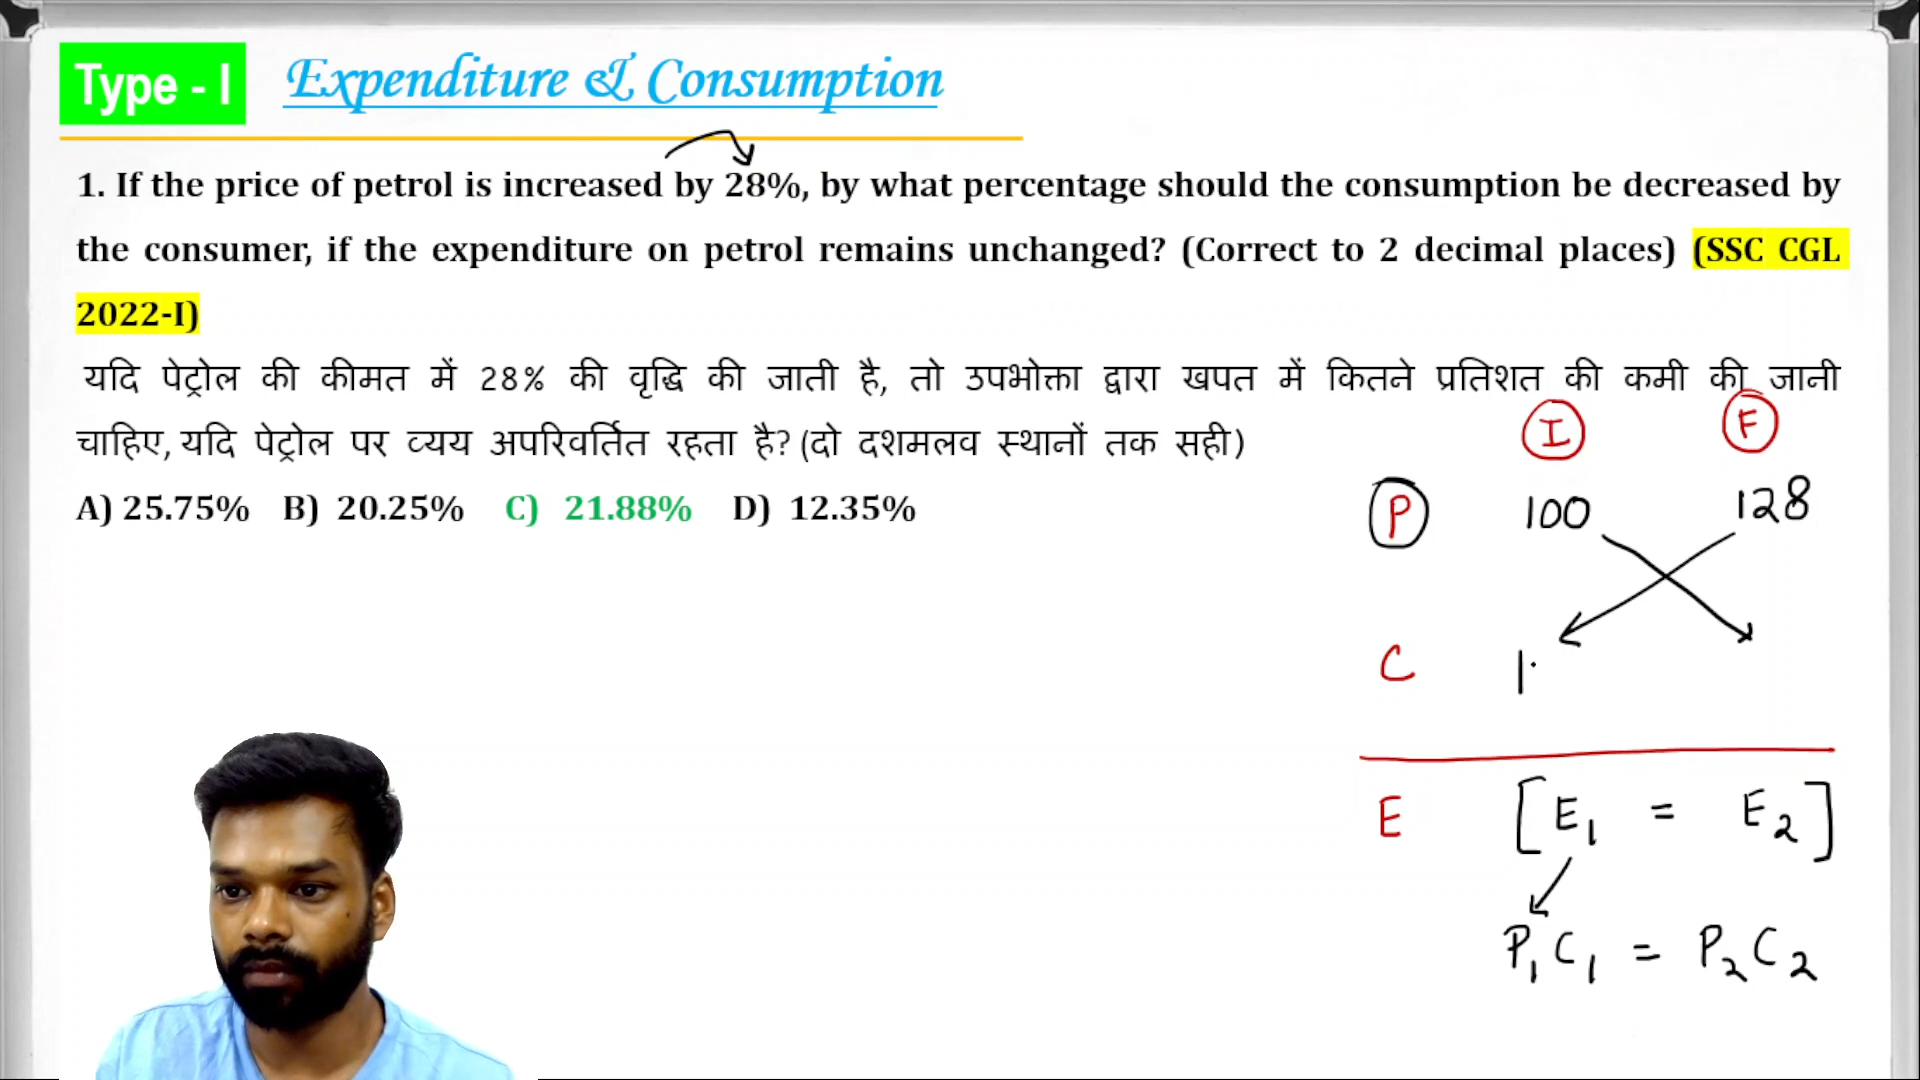 Type - I Expenditure & Consumption
1. If the price of petrol is increased by 28%, by what percentage should the consumption be decreased by
the consumer, if the expenditure on petrol remains unchanged? (Correct to 2 decimal places) (SSC CGL
2022-I)
यदि पेट्रोल की कीमत में 28% की वृद्धि की जाती है, तो उपभोक्ता द्वारा खपत में कितने प्रतिशत की कमी की जानी
चाहिए, यदि पेट्रोल पर व्यय अपरिवर्तित रहता है? (दो दशमलव स्थानों तक सही)
A) 25.75% B) 20.25% C) 21.88% D) 12.35%
I F
P 100 128
C 1
E [E₁ = E₂]
P₁C₁ = P₂C₂